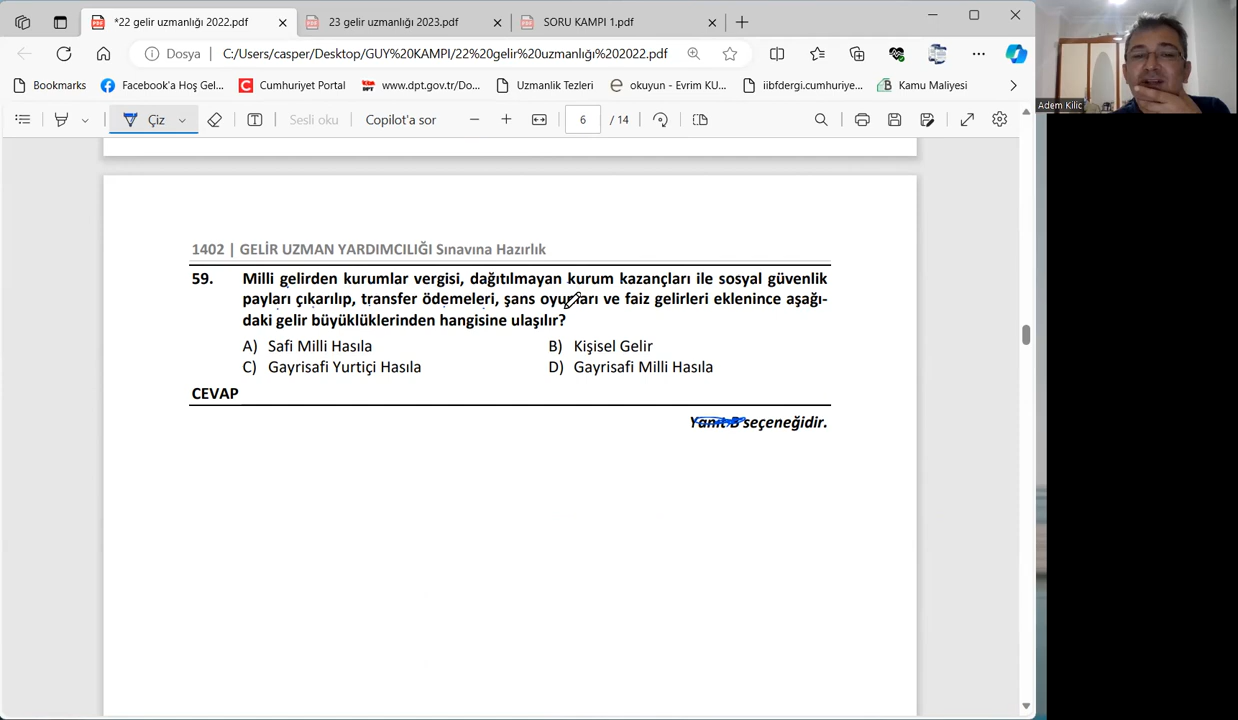 *22 gelir uzmanlığı 2022.pdf
23 gelir uzmanlığı 2023.pdf
SORU KAMPI 1.pdf
Dosya
C:/Users/casper/Desktop/GUY%20KAMPI/22%20gelir%20uzmanlığı%202022.pdf
Bookmarks
Facebook'a Hoş Gel...
Cumhuriyet Portal
www.dpt.gov.tr/Do...
Uzmanlık Tezleri
okuyun - Evrim KU...
iibfdergi.cumhuriye...
Kamu Maliyesi
Adem Kilic
Çiz
Sesli oku
Copilot'a sor
6 / 14
1402 | GELİR UZMAN YARDIMCILIĞI Sınavına Hazırlık
59. Milli gelirden kurumlar vergisi, dağıtılmayan kurum kazançları ile sosyal güvenlik
payları çıkarılıp, transfer ödemeleri, şans oyunları ve faiz gelirleri eklenince aşağı-
daki gelir büyüklüklerinden hangisine ulaşılır?
A) Safi Milli Hasıla
B) Kişisel Gelir
C) Gayrisafi Yurtiçi Hasıla
D) Gayrisafi Milli Hasıla
CEVAP
Yanıt B seçeneğidir.